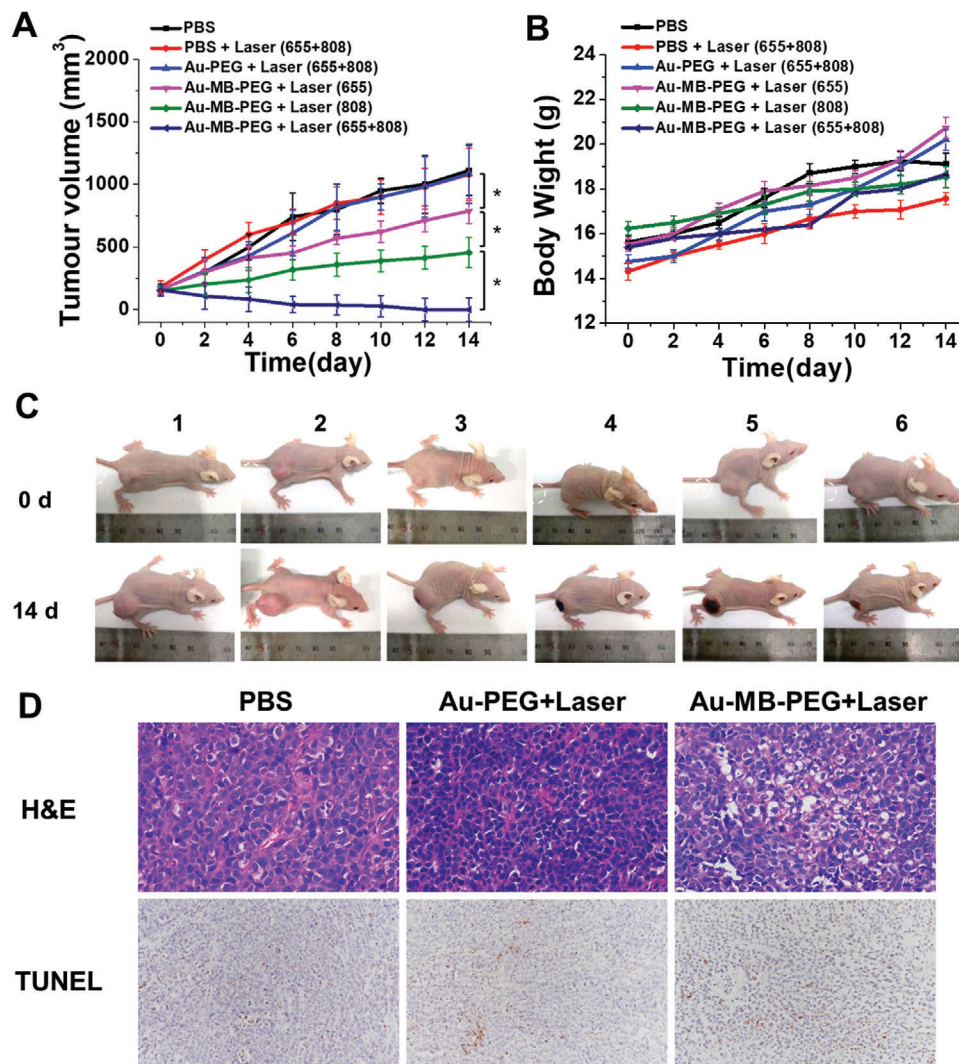 A
PBS
PBS + Laser (655+808)
Au-PEG + Laser (655+808)
Au-MB-PEG + Laser (655)
Au-MB-PEG + Laser (808)
Au-MB-PEG + Laser (655+808)
Tumour volume (mm³)
2000
1500
1000
500
0
*
*
*
0 2 4 6 8 10 12 14
Time(day)
B
PBS
PBS + Laser (655+808)
Au-PEG + Laser (655+808)
Au-MB-PEG + Laser (655)
Au-MB-PEG + Laser (808)
Au-MB-PEG + Laser (655+808)
Body Wight (g)
24
22
20
18
16
14
12
0 2 4 6 8 10 12 14
Time(day)
C
1 2 3 4 5 6
0 d
14 d
D
PBS Au-PEG+Laser Au-MB-PEG+Laser
H&E
TUNEL